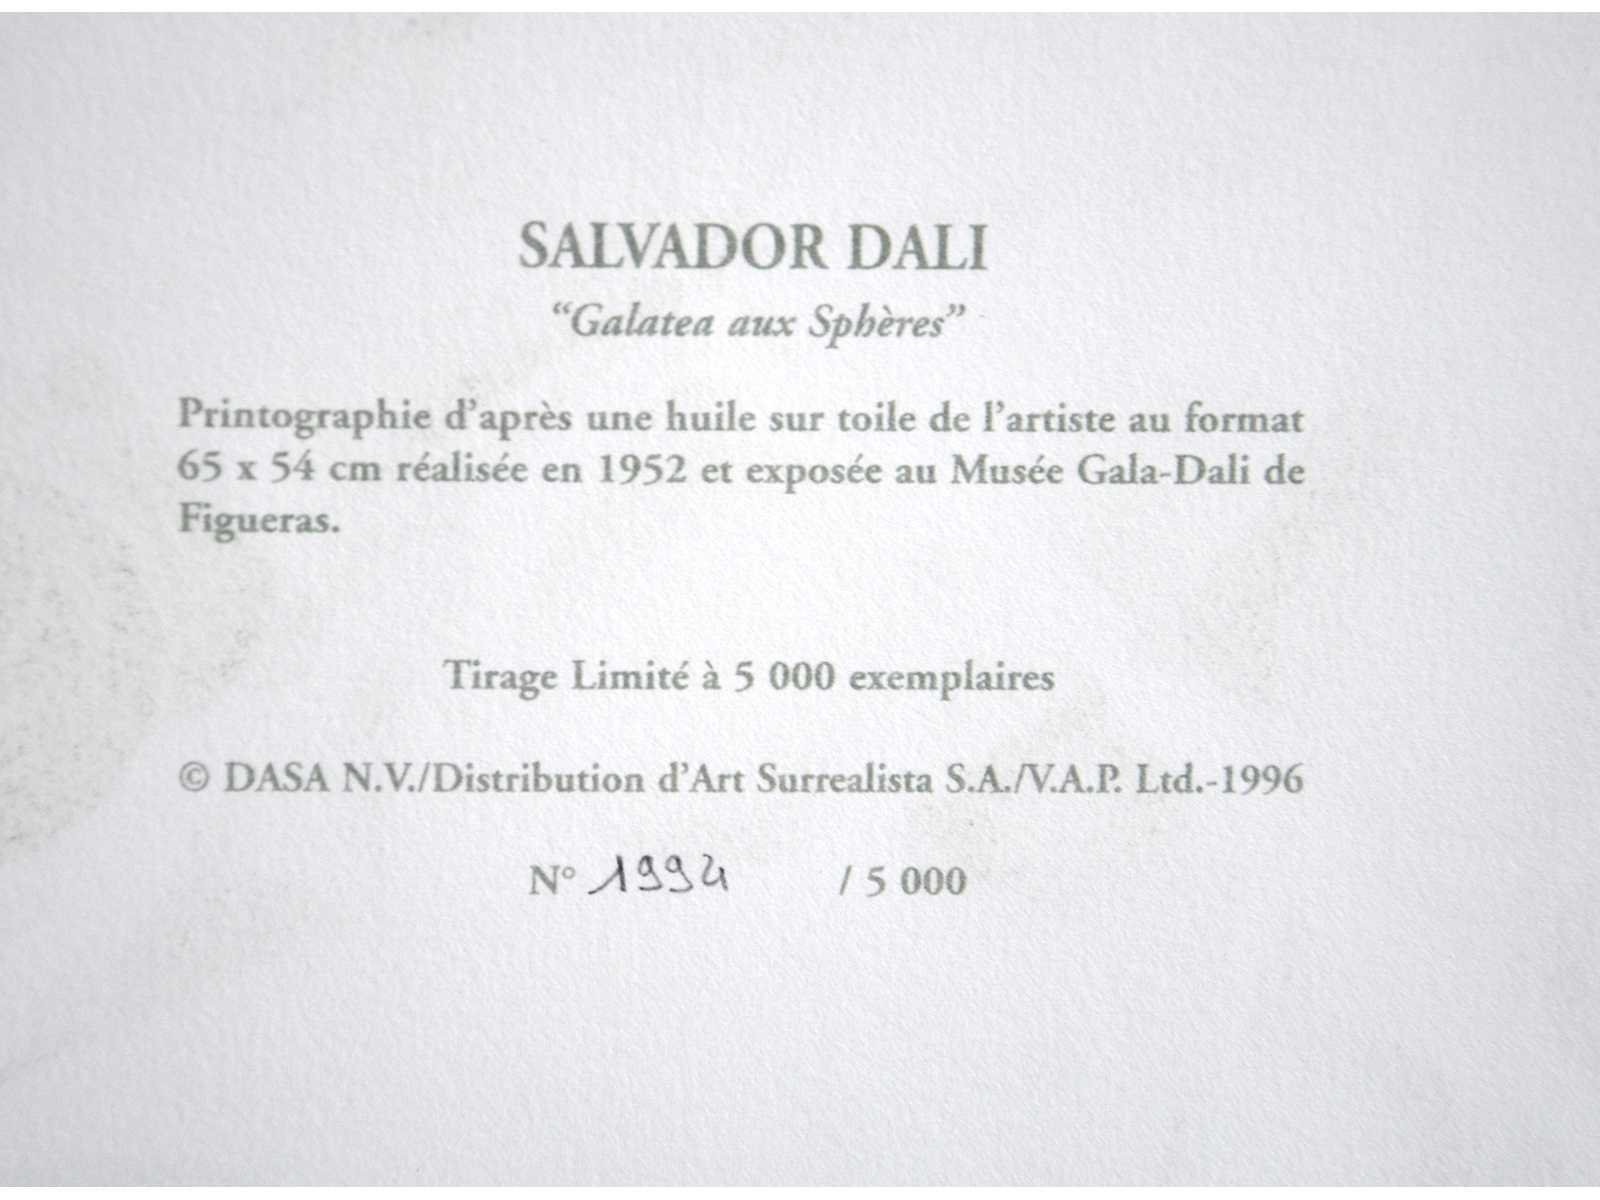 SALVADOR DALI
“Galatea aux Sphères”
Printographie d’après une huile sur toile de l’artiste au format
65 x 54 cm réalisée en 1952 et exposée au Musée Gala-Dali de
Figueras.
Tirage Limité à 5 000 exemplaires
© DASA N.V./Distribution d’Art Surrealista S.A./V.A.P. Ltd.-1996
N° 1994 / 5 000